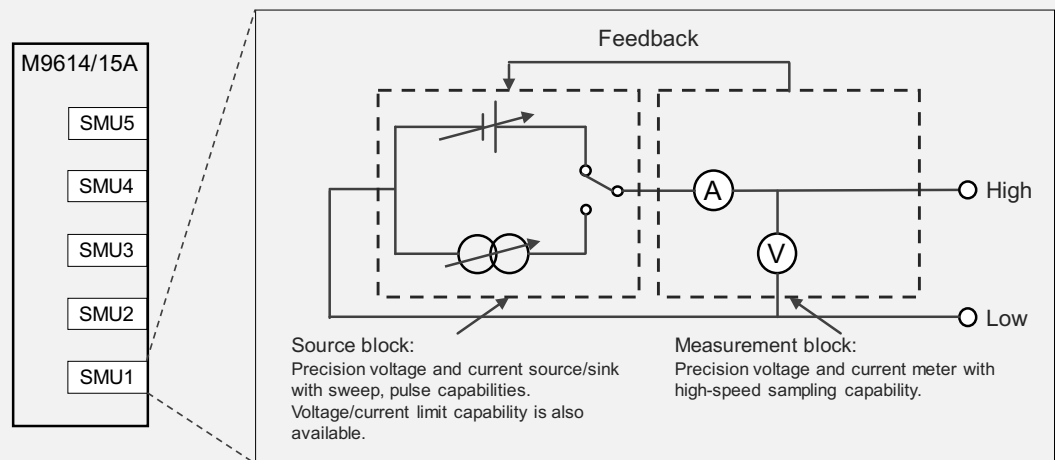 M9614/15A
SMU5
SMU4
SMU3
SMU2
SMU1
Feedback
A
V
High
Low
Source block:
Precision voltage and current source/sink
with sweep, pulse capabilities.
Voltage/current limit capability is also
available.
Measurement block:
Precision voltage and current meter with
high-speed sampling capability.